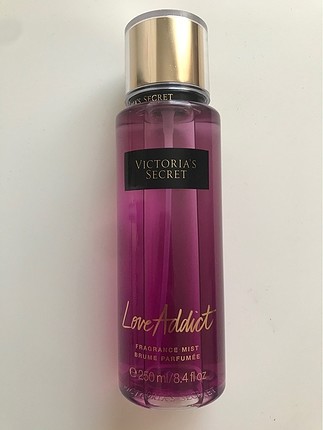 VICTORIA'S
SECRET
Love Addict
FRAGRANCE MIST
BRUME PARFUMÉE
℮250 ml/8.4 fl oz